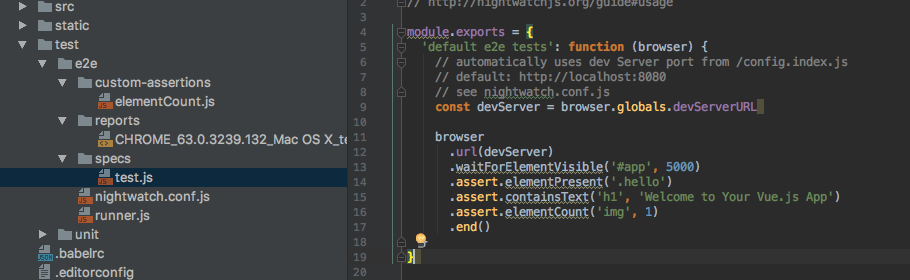 src
static
test
e2e
custom-assertions
elementCount.js
reports
CHROME_63.0.3239.132_Mac OS X_te
specs
test.js
nightwatch.conf.js
runner.js
unit
.babelrc
.editorconfig
2 // http://nightwatchjs.org/guide#usage
3
4 module.exports = {
5 'default e2e tests': function (browser) {
6 // automatically uses dev Server port from /config.index.js
7 // default: http://localhost:8080
8 // see nightwatch.conf.js
9 const devServer = browser.globals.devServerURL
10
11 browser
12 .url(devServer)
13 .waitForElementVisible('#app', 5000)
14 .assert.elementPresent('.hello')
15 .assert.containsText('h1', 'Welcome to Your Vue.js App')
16 .assert.elementCount('img', 1)
17 .end()
18
19 }
20